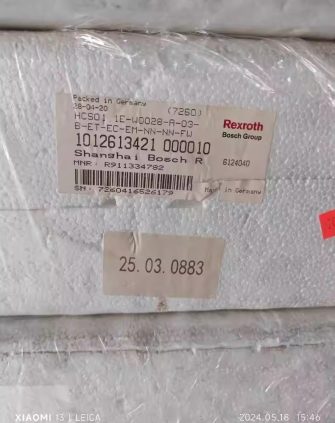 Packed in Germany
28-04-20 (7260)
HCS01.1E-W0028-A-03-
B-ET-EC-EM-NN-NN-FW
Rexroth
Bosch Group
1012613421 000010
Shanghai Bosch R
6124040
MNR: R911334782
Made in Germany
SN: 7260416526179
25.03.0883
XIAOMI 13 | LEICA
2024.05.16 15:46